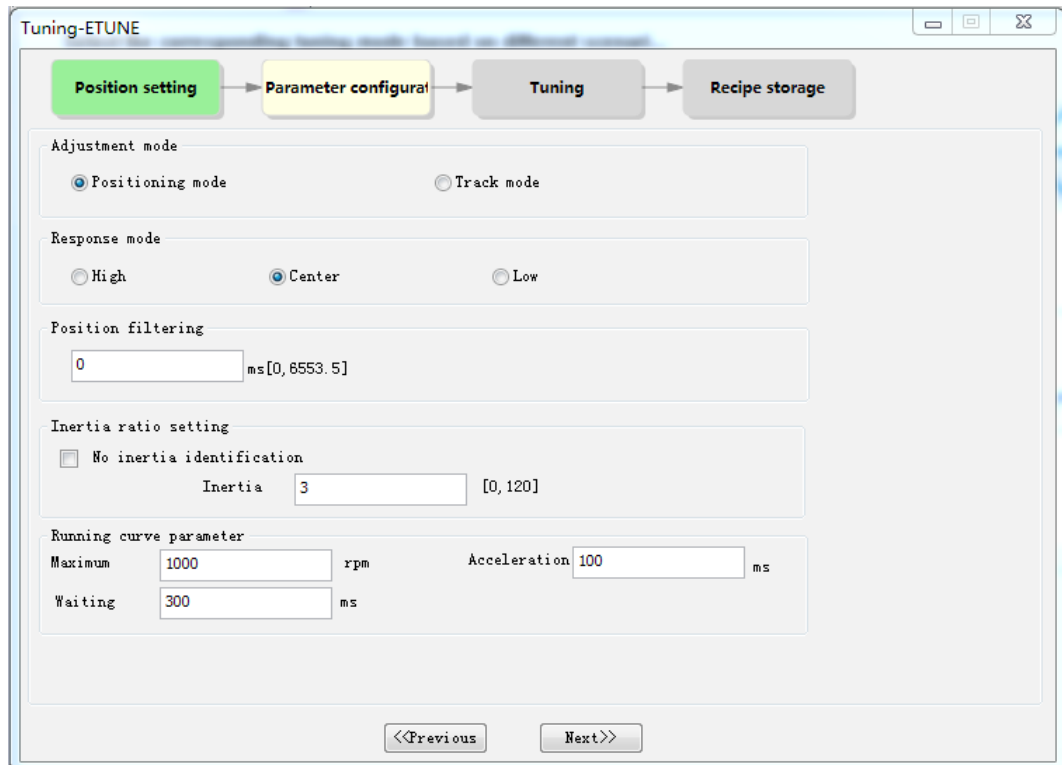 Tuning-ETUNE
Position setting
Parameter configurat
Tuning
Recipe storage
Adjustment mode
Positioning mode
Track mode
Response mode
High
Center
Low
Position filtering
0
ms[0,6553.5]
Inertia ratio setting
No inertia identification
Inertia
3
[0,120]
Running curve parameter
Maximum
1000
rpm
Acceleration
100
ms
Waiting
300
ms
<<Previous
Next>>